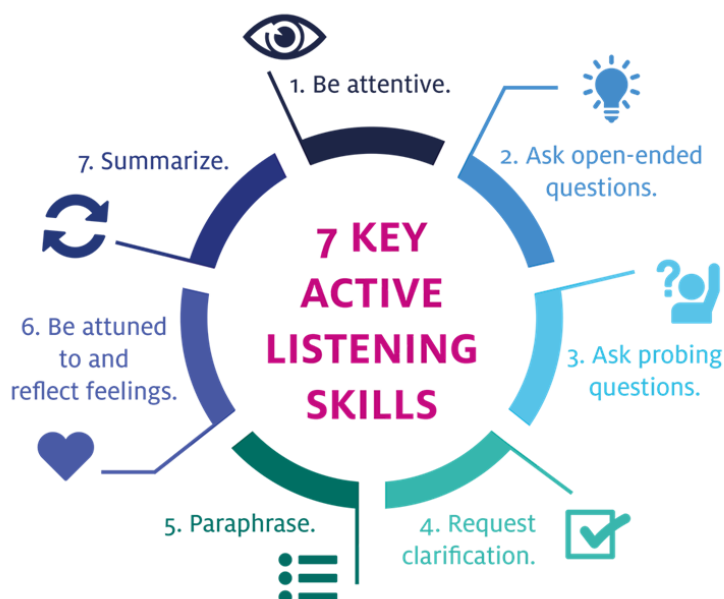 7 KEY
ACTIVE
LISTENING
SKILLS
1. Be attentive.
2. Ask open-ended
questions.
3. Ask probing
questions.
4. Request
clarification.
5. Paraphrase.
6. Be attuned
to and
reflect feelings.
7. Summarize.